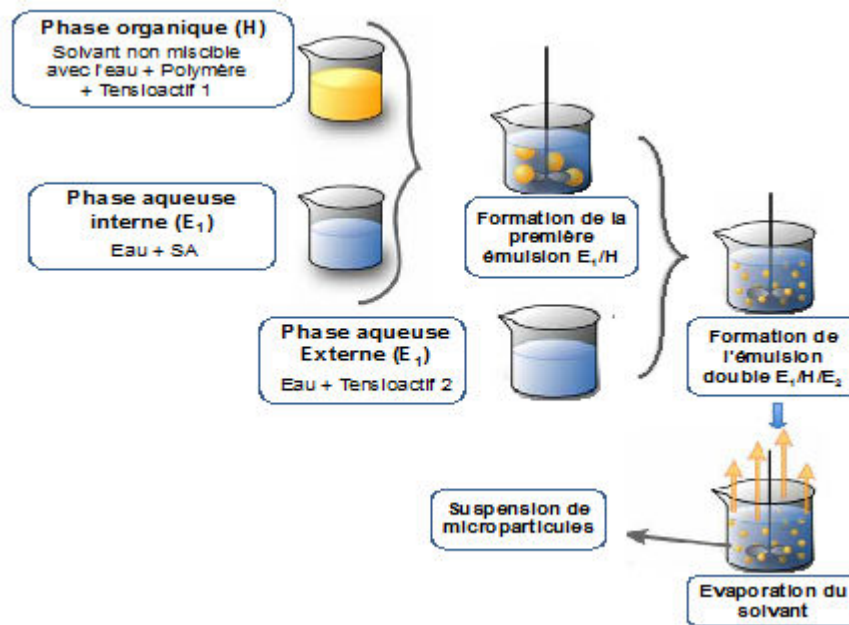 Phase organique (H)
Solvant non miscible
avec l'eau + Polymère
+ Tensioactif 1
Phase aqueuse
interne (E₁)
Eau + SA
Formation de la
première
émulsion E₁/H
Phase aqueuse
Externe (E₁)
Eau + Tensioactif 2
Formation de
l'émulsion
double E₁/H/E₂
Suspension de
microparticules
Evaporation du
solvant